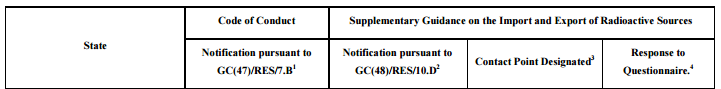 Code of Conduct
Supplementary Guidance on the Import and Export of Radioactive Sources
State
Notification pursuant to
GC(47)/RES/7.B¹
Notification pursuant to
GC(48)/RES/10.D²
Contact Point Designated³
Response to
Questionnaire.⁴